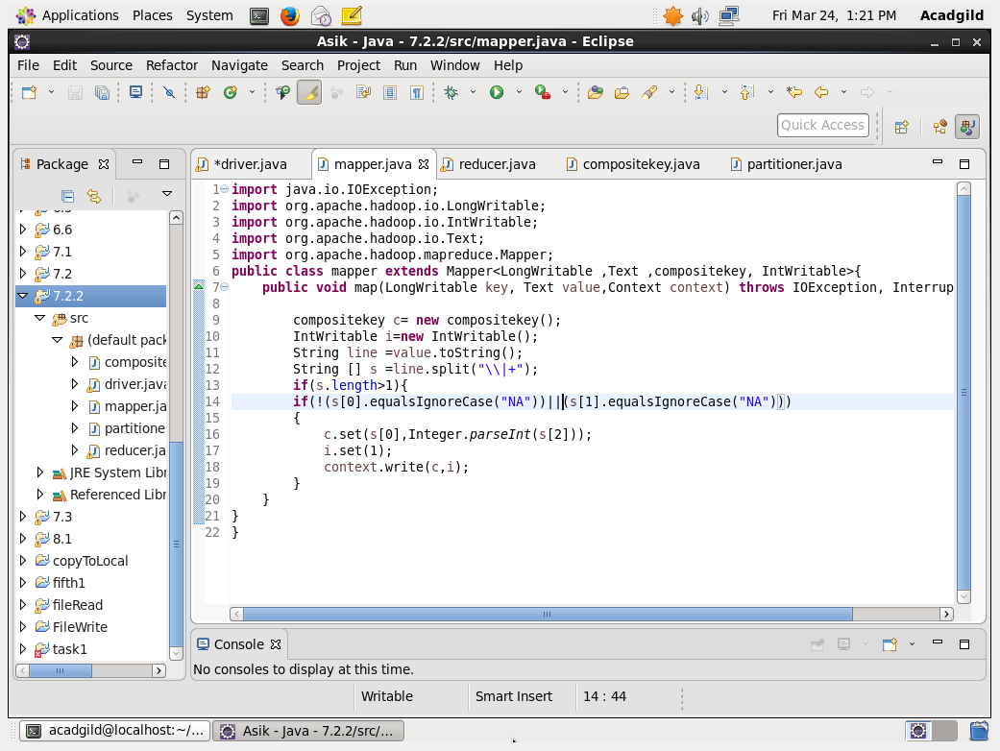 Applications Places System Fri Mar 24, 1:21 PM Acadgild
Asik - Java - 7.2.2/src/mapper.java - Eclipse
File Edit Source Refactor Navigate Search Project Run Window Help
Quick Access
Package
*driver.java mapper.java reducer.java compositekey.java partitioner.java
6.6
7.1
7.2
7.2.2
src
(default pack
composite
driver.java
mapper.ja
partitione
reducer.ja
JRE System Libr
Referenced Libr
7.3
8.1
copyToLocal
fifth1
fileRead
FileWrite
task1
1 import java.io.IOException;
2 import org.apache.hadoop.io.LongWritable;
3 import org.apache.hadoop.io.IntWritable;
4 import org.apache.hadoop.io.Text;
5 import org.apache.hadoop.mapreduce.Mapper;
6 public class mapper extends Mapper<LongWritable ,Text ,compositekey, IntWritable>{
7 public void map(LongWritable key, Text value,Context context) throws IOException, Interrup
8
9 compositekey c= new compositekey();
10 IntWritable i=new IntWritable();
11 String line =value.toString();
12 String [] s =line.split("\\|+");
13 if(s.length>1){
14 if(!(s[0].equalsIgnoreCase("NA"))||(s[1].equalsIgnoreCase("NA")))
15 {
16 c.set(s[0],Integer.parseInt(s[2]));
17 i.set(1);
18 context.write(c,i);
19 }
20 }
21 }
22 }
Console
No consoles to display at this time.
Writable Smart Insert 14 : 44
acadgild@localhost:~/... Asik - Java - 7.2.2/src/...